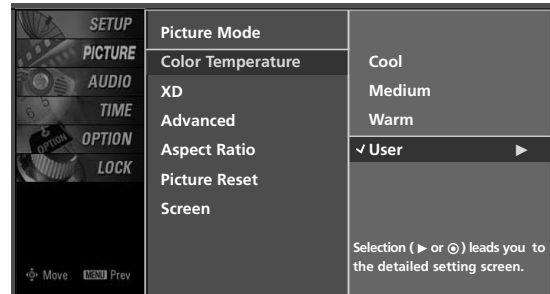 SETUP
PICTURE
AUDIO
TIME
OPTION
LOCK
Move MENU Prev
Picture Mode
Color Temperature
XD
Advanced
Aspect Ratio
Picture Reset
Screen
Cool
Medium
Warm
✓ User ▶
Selection ( ▶ or ◉ ) leads you to
the detailed setting screen.